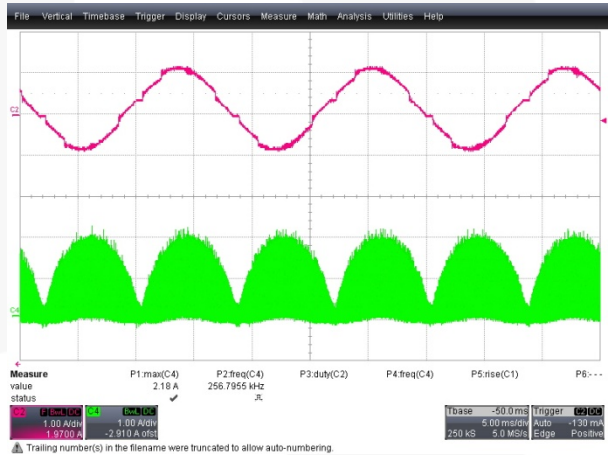 File Vertical Timebase Trigger Display Cursors Measure Math Analysis Utilities Help
C2
C4
Measure P1:max(C4) P2:freq(C4) P3:duty(C2) P4:freq(C4) P5:rise(C1) P6:- - -
value 2.18 A 256.7955 kHz
status
C2 F BwL DC
1.00 A/div
1.9700 A
C4 BwL DC
1.00 A/div
-2.910 A ofst
Tbase -50.0 ms
5.00 ms/div
250 kS 5.0 MS/s
Trigger C2 DC
Auto -130 mA
Edge Positive
Trailing number(s) in the filename were truncated to allow auto-numbering.